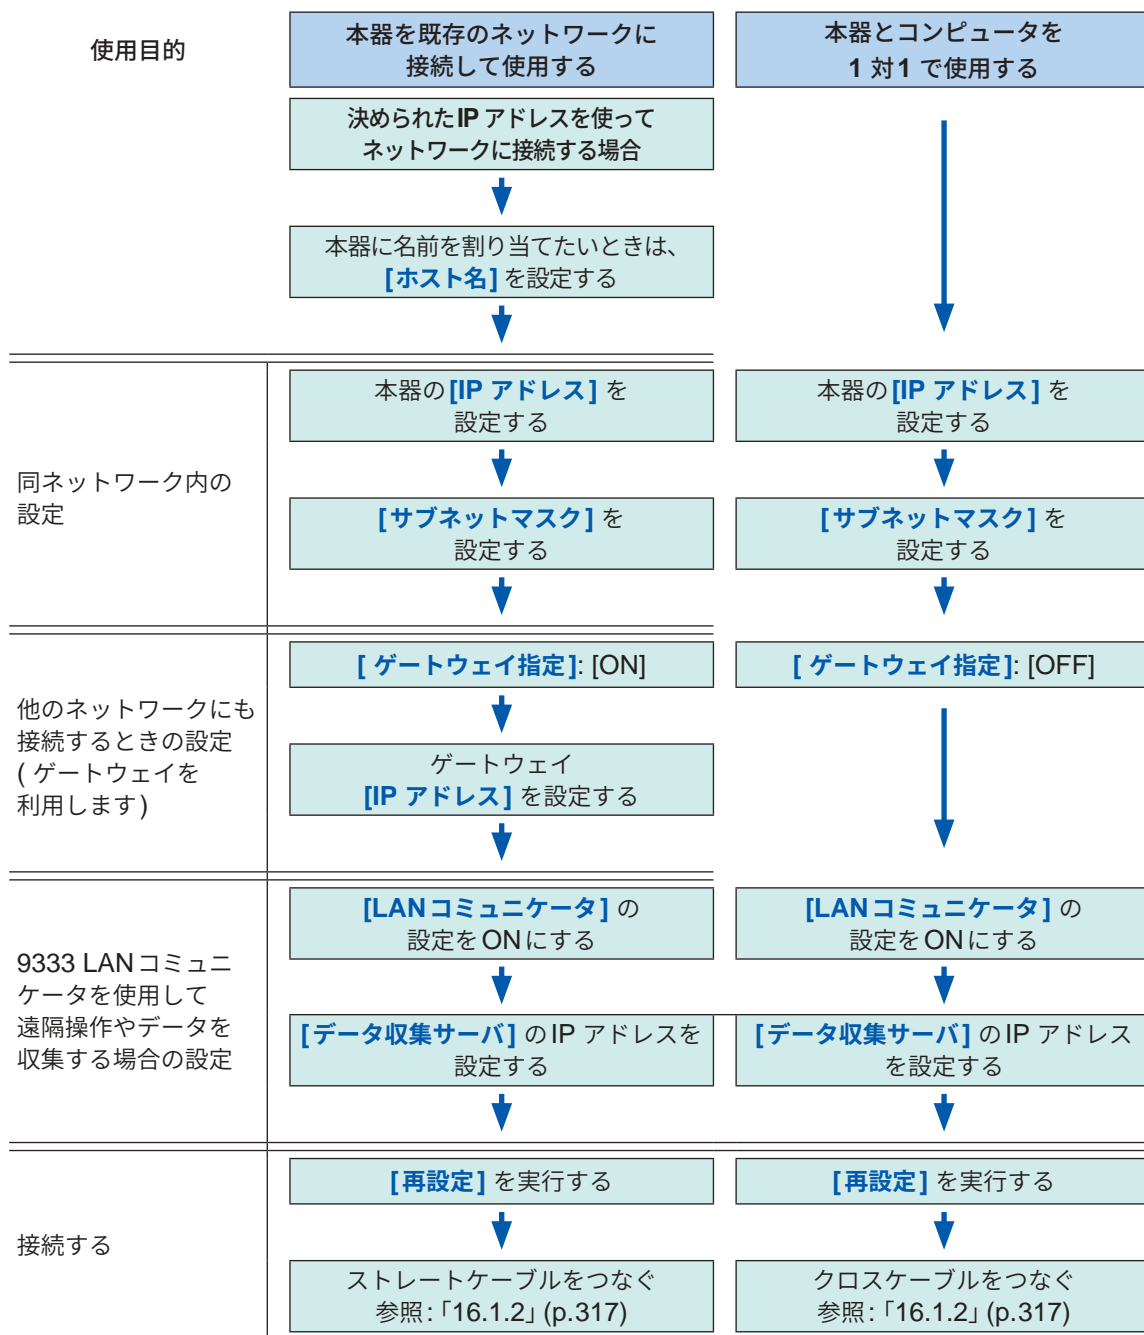 使用目的
本器を既存のネットワークに
接続して使用する
本器とコンピュータを
1 対1 で使用する
決められたIP アドレスを使って
ネットワークに接続する場合
本器に名前を割り当てたいときは、
[ホスト名] を設定する
同ネットワーク内の
設定
本器の[IP アドレス] を
設定する
本器の[IP アドレス] を
設定する
[サブネットマスク] を
設定する
[サブネットマスク] を
設定する
他のネットワークにも
接続するときの設定
( ゲートウェイを
利用します)
[ ゲートウェイ指定]: [ON]
[ ゲートウェイ指定]: [OFF]
ゲートウェイ
[IP アドレス] を設定する
9333 LANコミュニ
ケータを使用して
遠隔操作やデータを
収集する場合の設定
[LANコミュニケータ] の
設定をONにする
[LANコミュニケータ] の
設定をONにする
[データ収集サーバ] のIP アドレスを
設定する
[データ収集サーバ] のIP アドレス
を設定する
接続する
[再設定] を実行する
[再設定] を実行する
ストレートケーブルをつなぐ
参照:「16.1.2」(p.317)
クロスケーブルをつなぐ
参照:「16.1.2」(p.317)